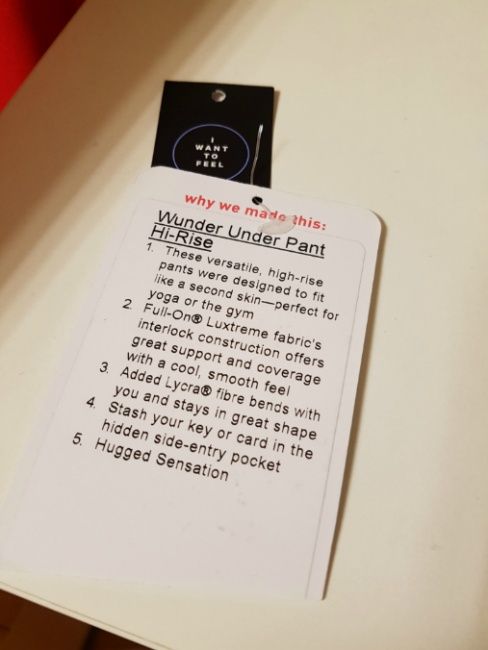 I
WANT
TO
FEEL
why we made this:
Wunder Under Pant
Hi-Rise
1. These versatile, high-rise
pants were designed to fit
like a second skin—perfect for
yoga or the gym
2. Full-On® Luxtreme fabric's
interlock construction offers
great support and coverage
with a cool, smooth feel
3. Added Lycra® fibre bends with
you and stays in great shape
4. Stash your key or card in the
hidden side-entry pocket
5. Hugged Sensation